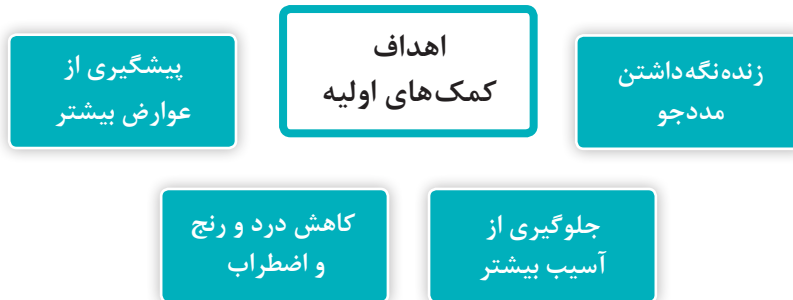 اهداف
کمک‌های اولیه
زنده‌نگه‌داشتن
مددجو
پیشگیری از
عوارض بیشتر
جلوگیری از
آسیب بیشتر
کاهش درد و رنج
و اضطراب